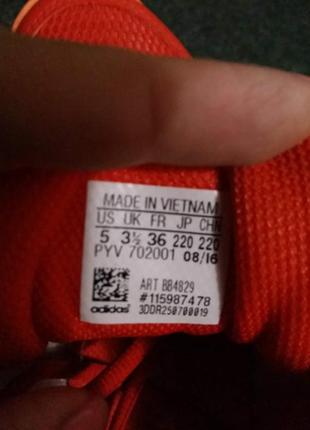 MADE IN VIETNAM
US UK FR JP CHN
5 3½ 36 220 220
PYV 702001 08/16
ART BB4829
#115987478
adidas 3DDR250700019